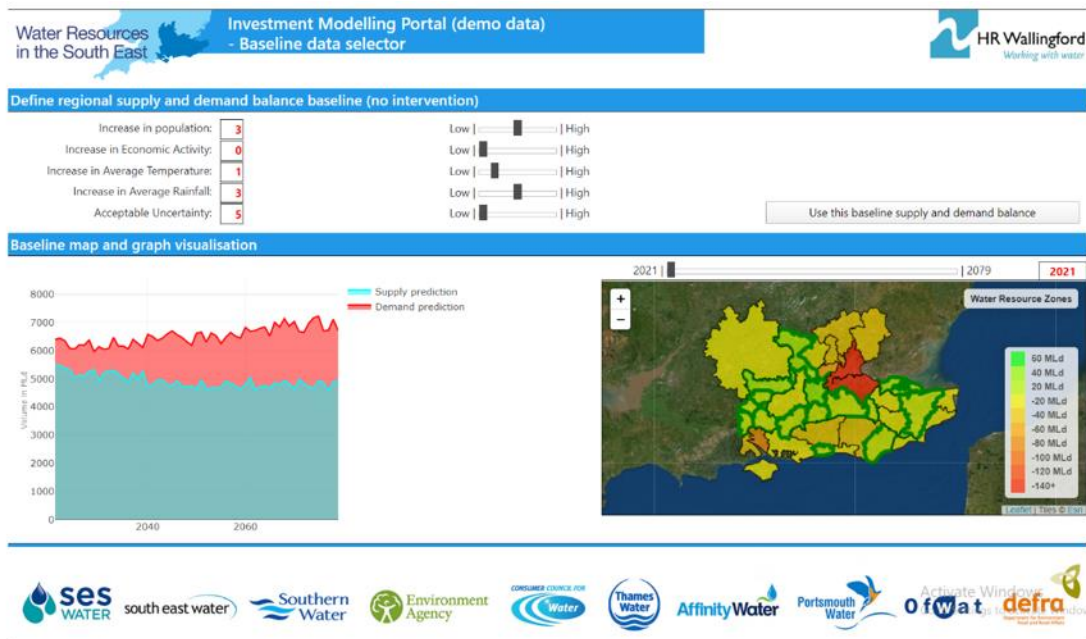 Water Resources
in the South East
Investment Modelling Portal (demo data)
- Baseline data selector
HR Wallingford
Working with water
Define regional supply and demand balance baseline (no intervention)
Increase in population: 3 Low | | High
Increase in Economic Activity: 0 Low | | High
Increase in Average Temperature: 1 Low | | High
Increase in Average Rainfall: 3 Low | | High
Acceptable Uncertainty: 5 Low | | High
Use this baseline supply and demand balance
Baseline map and graph visualisation
2021 | | 2079 2021
Volume in MLd
8000
7000
6000
5000
4000
3000
2000
1000
0
2040 2060
Supply prediction
Demand prediction
+
−
Water Resource Zones
60 MLd
40 MLd
20 MLd
-20 MLd
-40 MLd
-60 MLd
-80 MLd
-100 MLd
-120 MLd
-140+
Leaflet | Tiles © Esri
ses
WATER
south east water
Southern
Water
Environment
Agency
CONSUMER COUNCIL FOR
Water
Thames
Water
Affinity Water
Portsmouth
Water
Ofwat
defra
Department for Environment
Food and Rural Affairs
Activate Windows